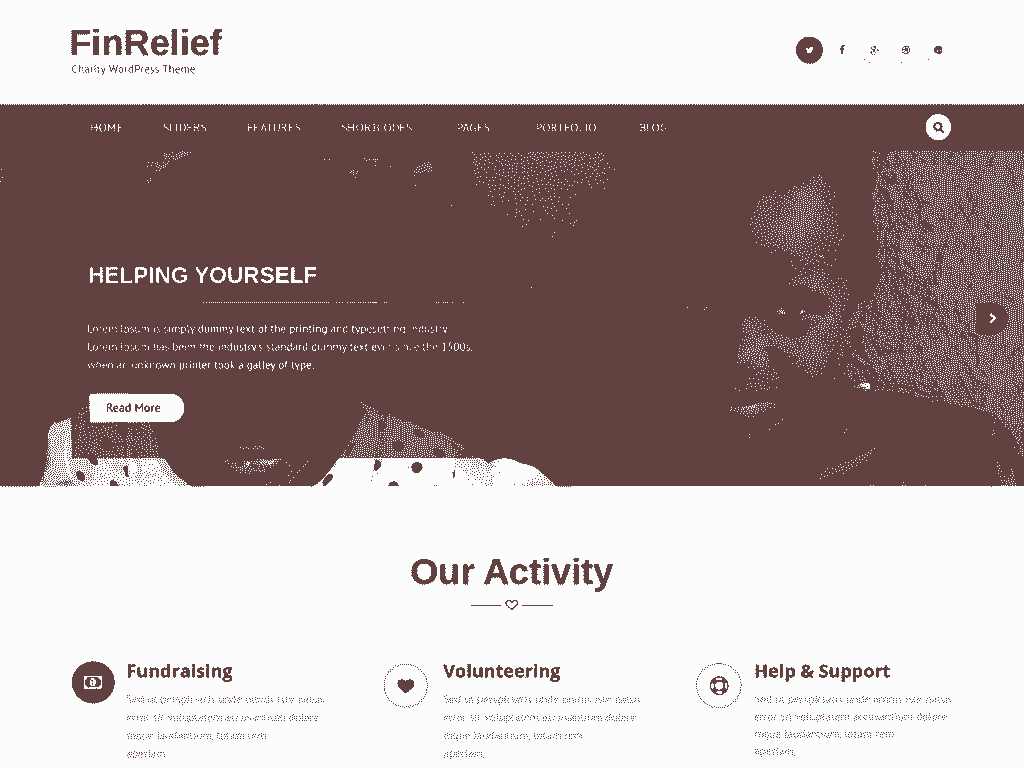 FinRelief
Charity WordPress Theme
HOME SLIDERS FEATURES SHORTCODES PAGES PORTFOLIO BLOG
HELPING YOURSELF
Lorem Ipsum is simply dummy text of the printing and typesetting industry.
Lorem Ipsum has been the industry's standard dummy text ever since the 1500s,
when an unknown printer took a galley of type.
Read More
Our Activity
Fundraising
Volunteering
Help & Support
Sed ut perspiciatis unde omnis iste natus
error sit voluptatem accusantium dolore
mque laudantium, totam rem
aperiam.
Sed ut perspiciatis unde omnis iste natus
error sit voluptatem accusantium dolore
mque laudantium, totam rem
aperiam.
Sed ut perspiciatis unde omnis iste natus
error sit voluptatem accusantium dolore
mque laudantium, totam rem
aperiam.